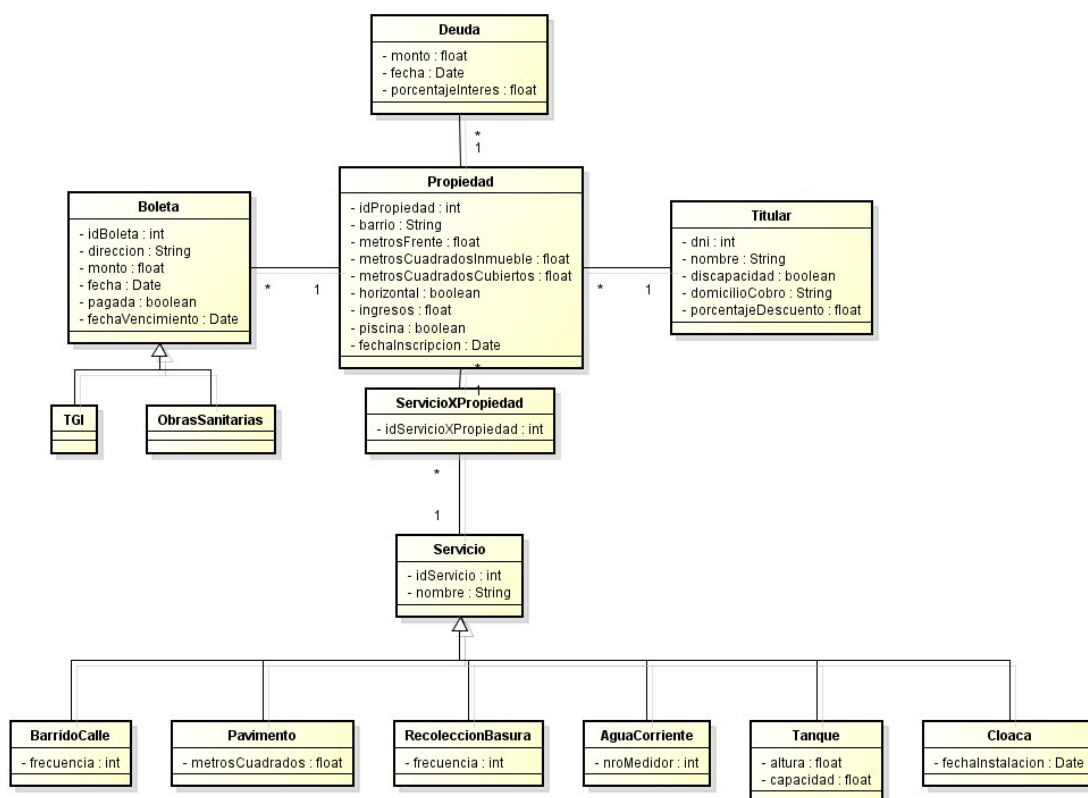 Deuda
- monto : float
- fecha : Date
- porcentajeInteres : float
*
1
Propiedad
- idPropiedad : int
- barrio : String
- metrosFrente : float
- metrosCuadradosInmueble : float
- metrosCuadradosCubiertos : float
- horizontal : boolean
- ingresos : float
- piscina : boolean
- fechaInscripcion : Date
Boleta
- idBoleta : int
- direccion : String
- monto : float
- fecha : Date
- pagada : boolean
- fechaVencimiento : Date
* 1
Titular
- dni : int
- nombre : String
- discapacidad : boolean
- domicilioCobro : String
- porcentajeDescuento : float
* 1
TGI
ObrasSanitarias
*
1
ServicioXPropiedad
- idServicioXPropiedad : int
*
1
Servicio
- idServicio : int
- nombre : String
BarridoCalle
- frecuencia : int
Pavimento
- metrosCuadrados : float
RecoleccionBasura
- frecuencia : int
AguaCorriente
- nroMedidor : int
Tanque
- altura : float
- capacidad : float
Cloaca
- fechaInstalacion : Date